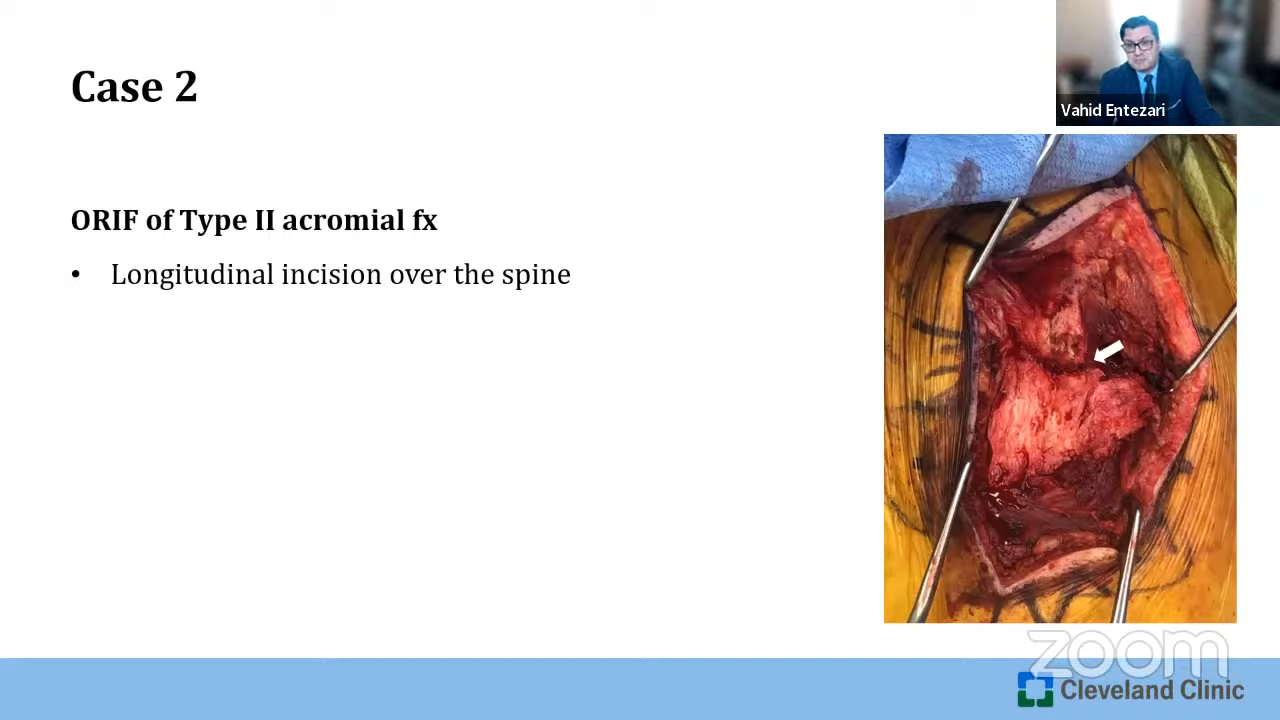 Case 2
Vahid Entezari
ORIF of Type II acromial fx
• Longitudinal incision over the spine
zoom
Cleveland Clinic